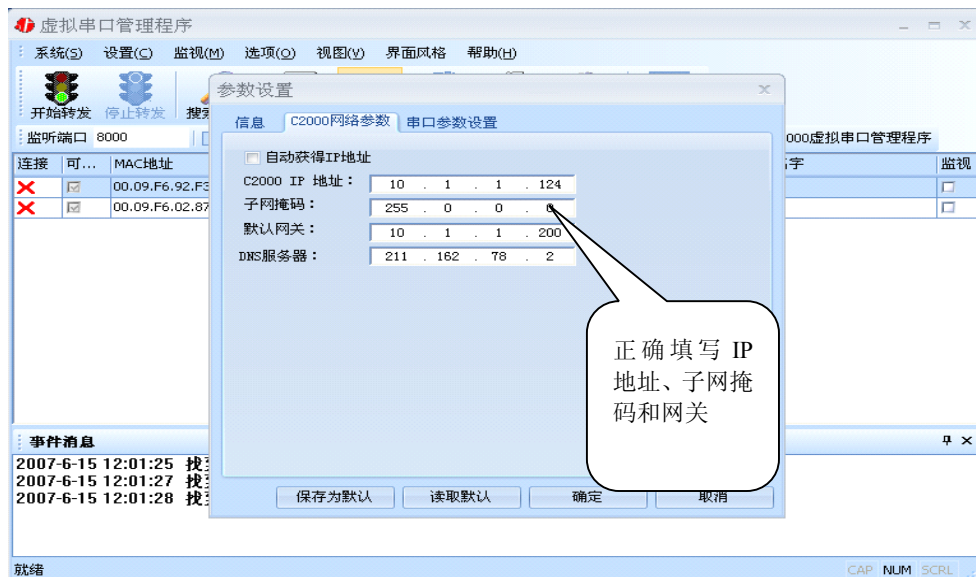 虚拟串口管理程序
系统(S) 设置(C) 监视(M) 选项(O) 视图(V) 界面风格 帮助(H)
开始转发 停止转发
监听端口 8000
000虚拟串口管理程序
连接 可... MAC地址 字 监视
00.09.F6.92.F3
00.09.F6.02.87
参数设置
信息 C2000网络参数 串口参数设置
自动获得IP地址
C2000 IP 地址： 10 . 1 . 1 . 124
子网掩码： 255 . 0 . 0 . 0
默认网关： 10 . 1 . 1 . 200
DNS服务器： 211 . 162 . 78 . 2
正确填写 IP
地址、子网掩
码和网关
保存为默认 读取默认 确定 取消
事件消息
2007-6-15 12:01:25 找
2007-6-15 12:01:27 找
2007-6-15 12:01:28 找
就绪 CAP NUM SCRL